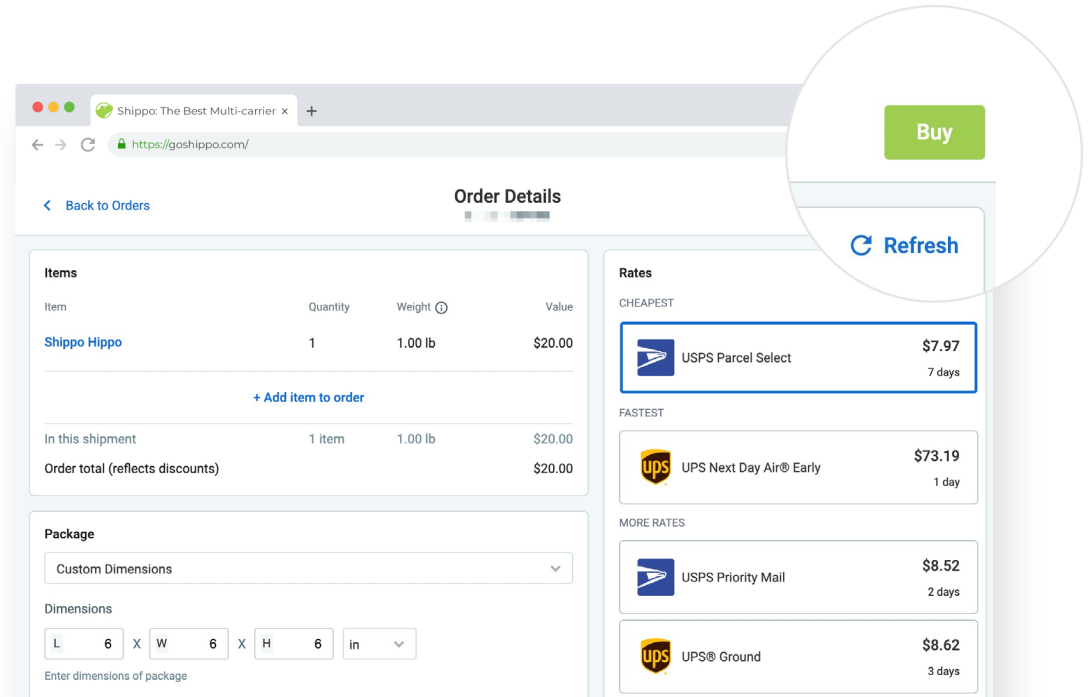 Shippo: The Best Multi-carrier
https://goshippo.com/
Buy
Back to Orders
Order Details
Refresh
Items
Item Quantity Weight Value
Shippo Hippo 1 1.00 lb $20.00
+ Add item to order
In this shipment 1 item 1.00 lb $20.00
Order total (reflects discounts) $20.00
Package
Custom Dimensions
Dimensions
L 6 X W 6 X H 6 in
Enter dimensions of package
Rates
CHEAPEST
USPS Parcel Select $7.97
7 days
FASTEST
ups UPS Next Day Air® Early $73.19
1 day
MORE RATES
USPS Priority Mail $8.52
2 days
ups UPS® Ground $8.62
3 days